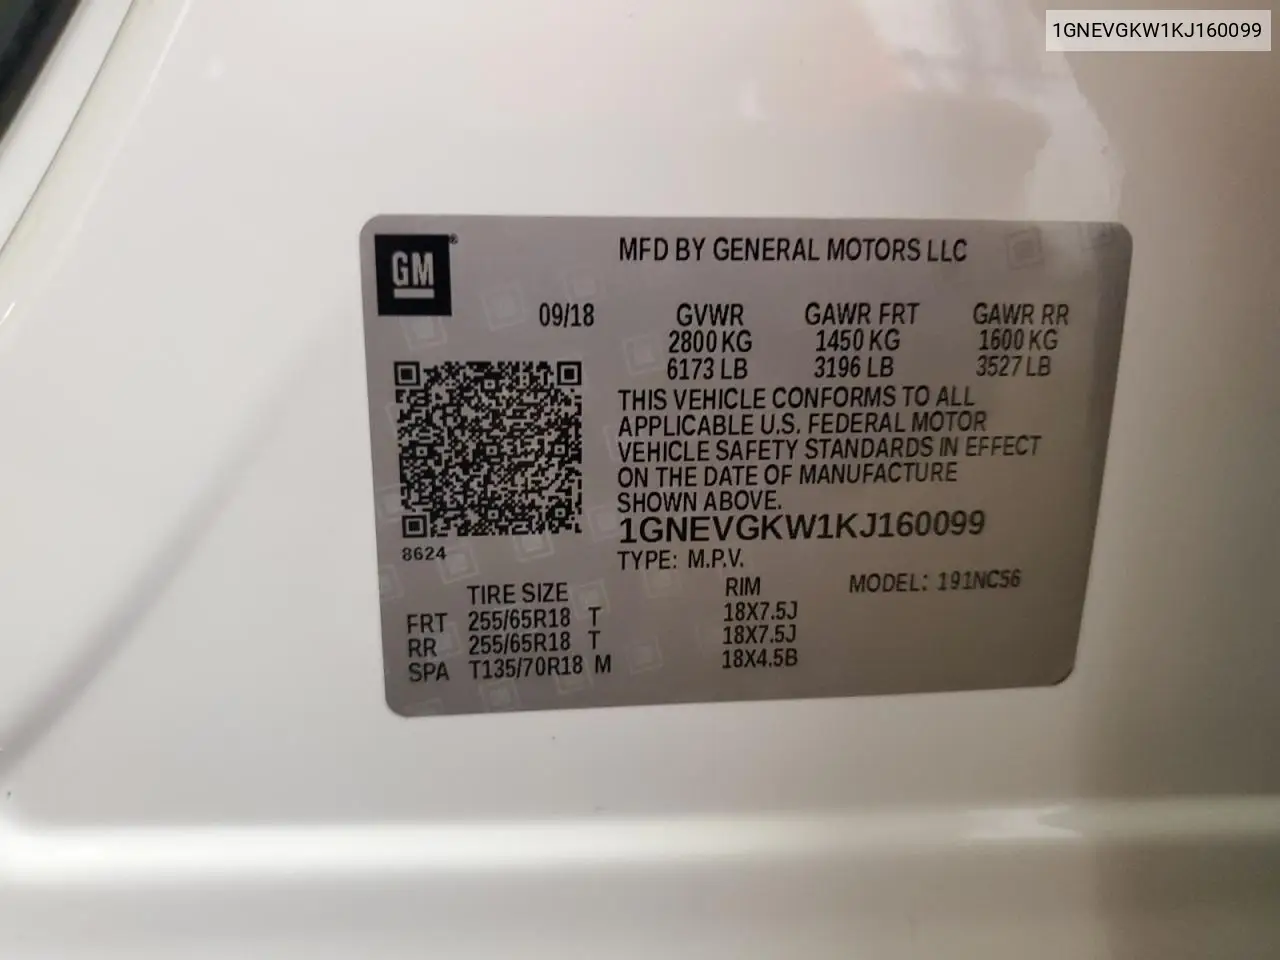 1GNEVGKW1KJ160099
GM®
MFD BY GENERAL MOTORS LLC
09/18 GVWR GAWR FRT GAWR RR
2800 KG 1450 KG 1600 KG
6173 LB 3196 LB 3527 LB
THIS VEHICLE CONFORMS TO ALL
APPLICABLE U.S. FEDERAL MOTOR
VEHICLE SAFETY STANDARDS IN EFFECT
ON THE DATE OF MANUFACTURE
SHOWN ABOVE.
1GNEVGKW1KJ160099
8624
TYPE: M.P.V.
TIRE SIZE RIM MODEL: 191NC56
FRT 255/65R18 T 18X7.5J
RR 255/65R18 T 18X7.5J
SPA T135/70R18 M 18X4.5B